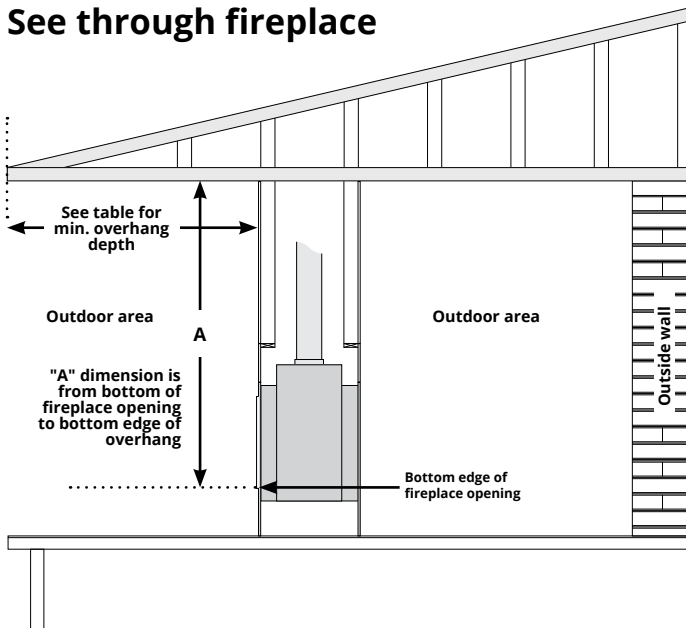 See through fireplace
See table for
min. overhang
depth
Outdoor area
A
Outdoor area
Outside wall
"A" dimension is
from bottom of
fireplace opening
to bottom edge of
overhang
Bottom edge of
fireplace opening